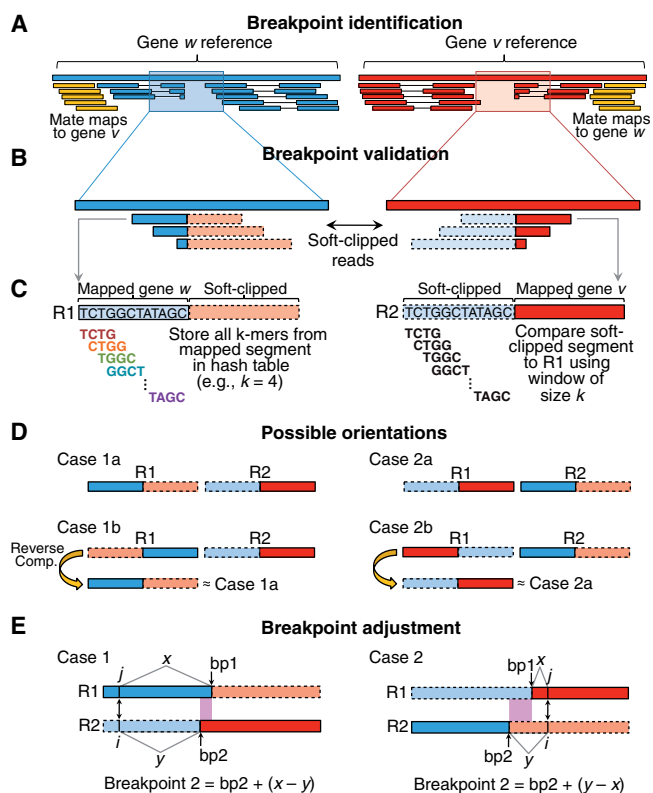 A
Breakpoint identification
Gene w reference
Gene v reference
Mate maps
to gene v
Mate maps
to gene w
B
Breakpoint validation
Soft-clipped
reads
C
Mapped gene w
Soft-clipped
R1
TCTGGCTATAGC
TCTG
CTGG
TGGC
GGCT
TAGC
Store all k-mers from
mapped segment
in hash table
(e.g., k = 4)
Soft-clipped
Mapped gene v
R2
TCTGGCTATAGC
TCTG
CTGG
TGGC
GGCT
TAGC
Compare soft-
clipped segment
to R1 using
window of
size k
D
Possible orientations
Case 1a
R1
R2
Case 2a
R1
R2
Case 1b
R1
R2
Reverse
Comp.
≈ Case 1a
Case 2b
R1
R2
≈ Case 2a
E
Breakpoint adjustment
Case 1
j
x
bp1
R1
R2
i
y
bp2
Breakpoint 2 = bp2 + (x – y)
Case 2
bp1
x
j
R1
R2
bp2
y
i
Breakpoint 2 = bp2 + (y – x)